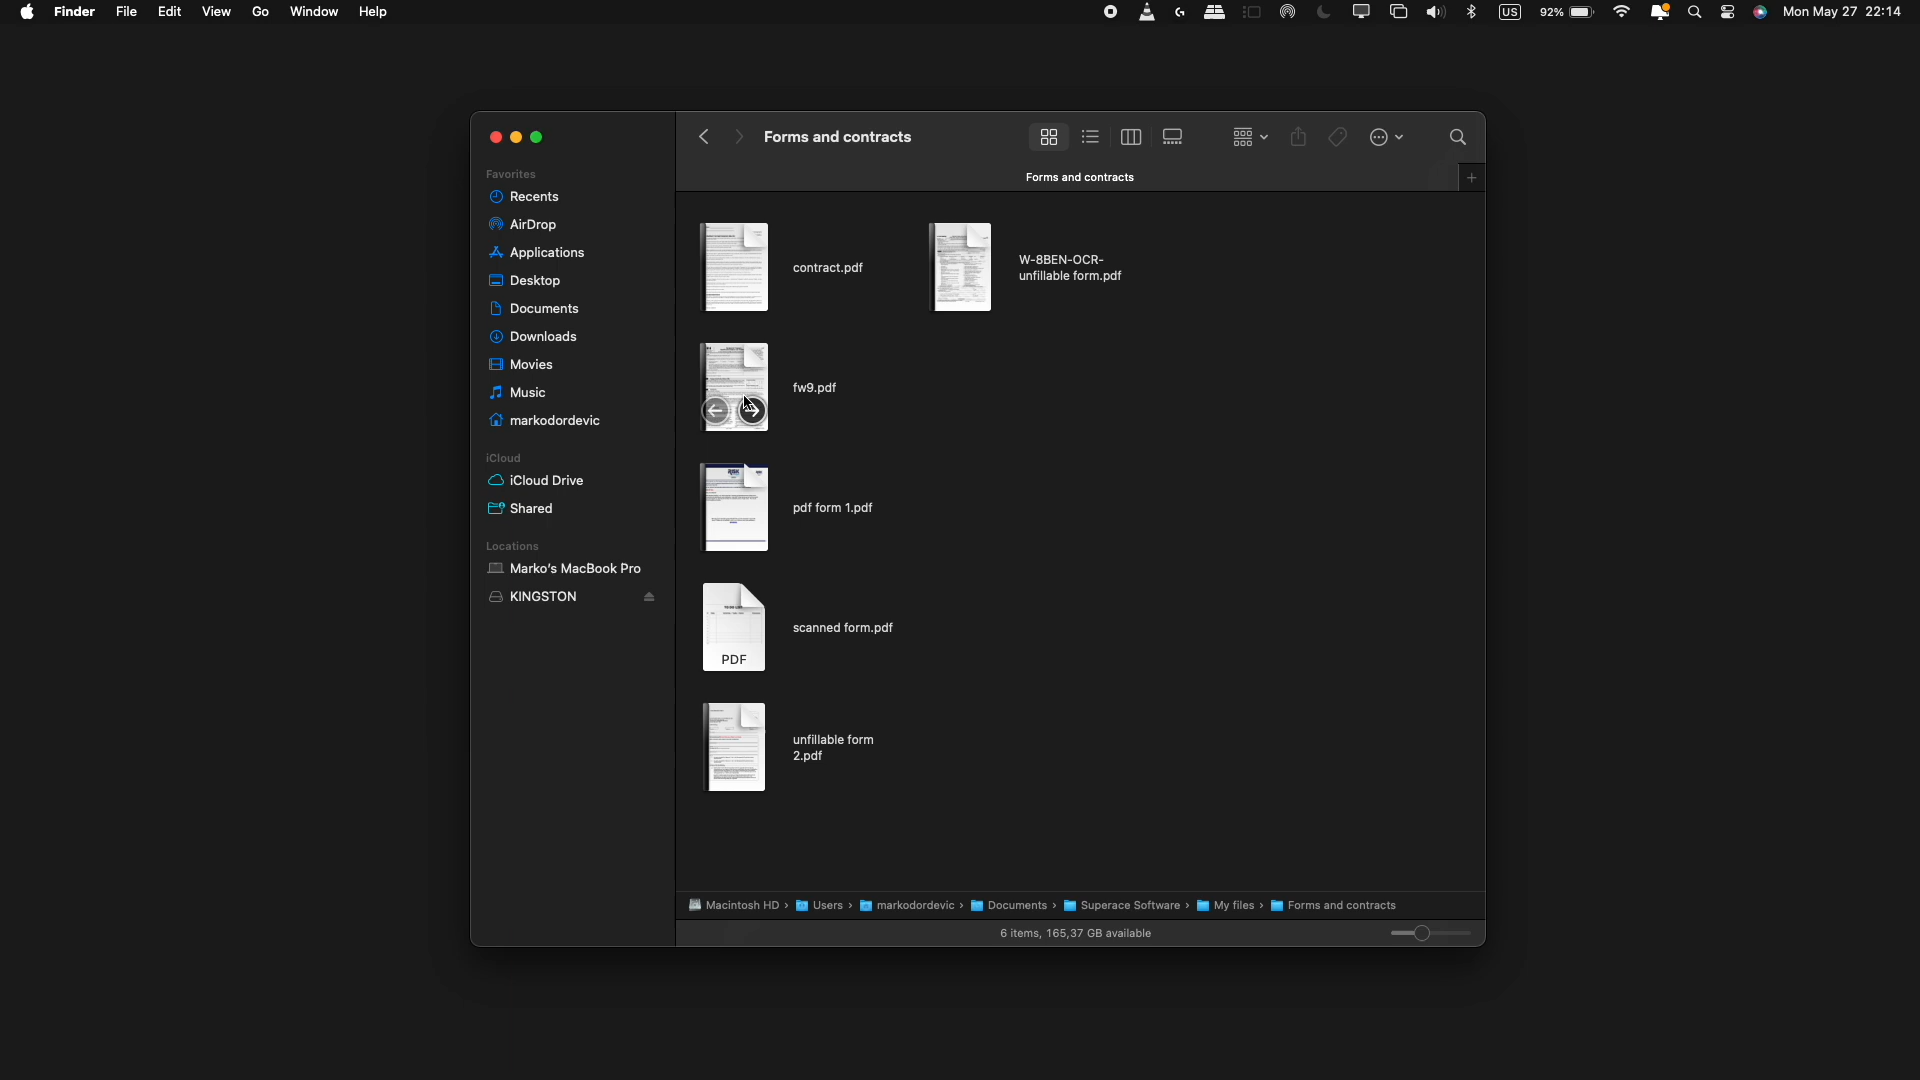 Finder File Edit View Go Window Help
US 92% Mon May 27 22:14
Forms and contracts
Forms and contracts
Favorites
Recents
AirDrop
Applications
Desktop
Documents
Downloads
Movies
Music
markodordevic
iCloud
iCloud Drive
Shared
Locations
Marko's MacBook Pro
KINGSTON
contract.pdf
W-8BEN-OCR-
unfillable form.pdf
fw9.pdf
pdf form 1.pdf
PDF
scanned form.pdf
unfillable form
2.pdf
Macintosh HD › Users › markodordevic › Documents › Superace Software › My files › Forms and contracts
6 items, 165,37 GB available